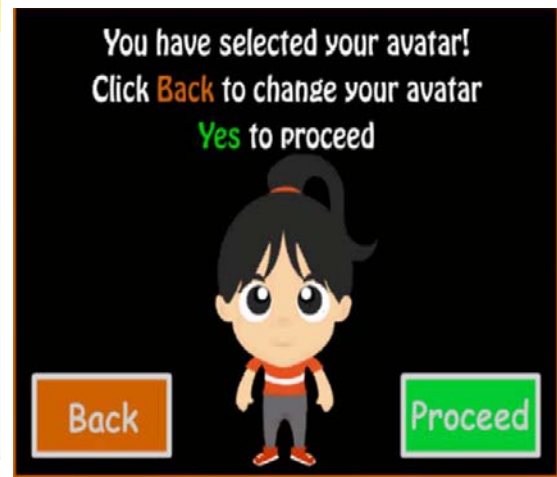 You have selected your avatar!
Click Back to change your avatar
Yes to proceed
Back
Proceed